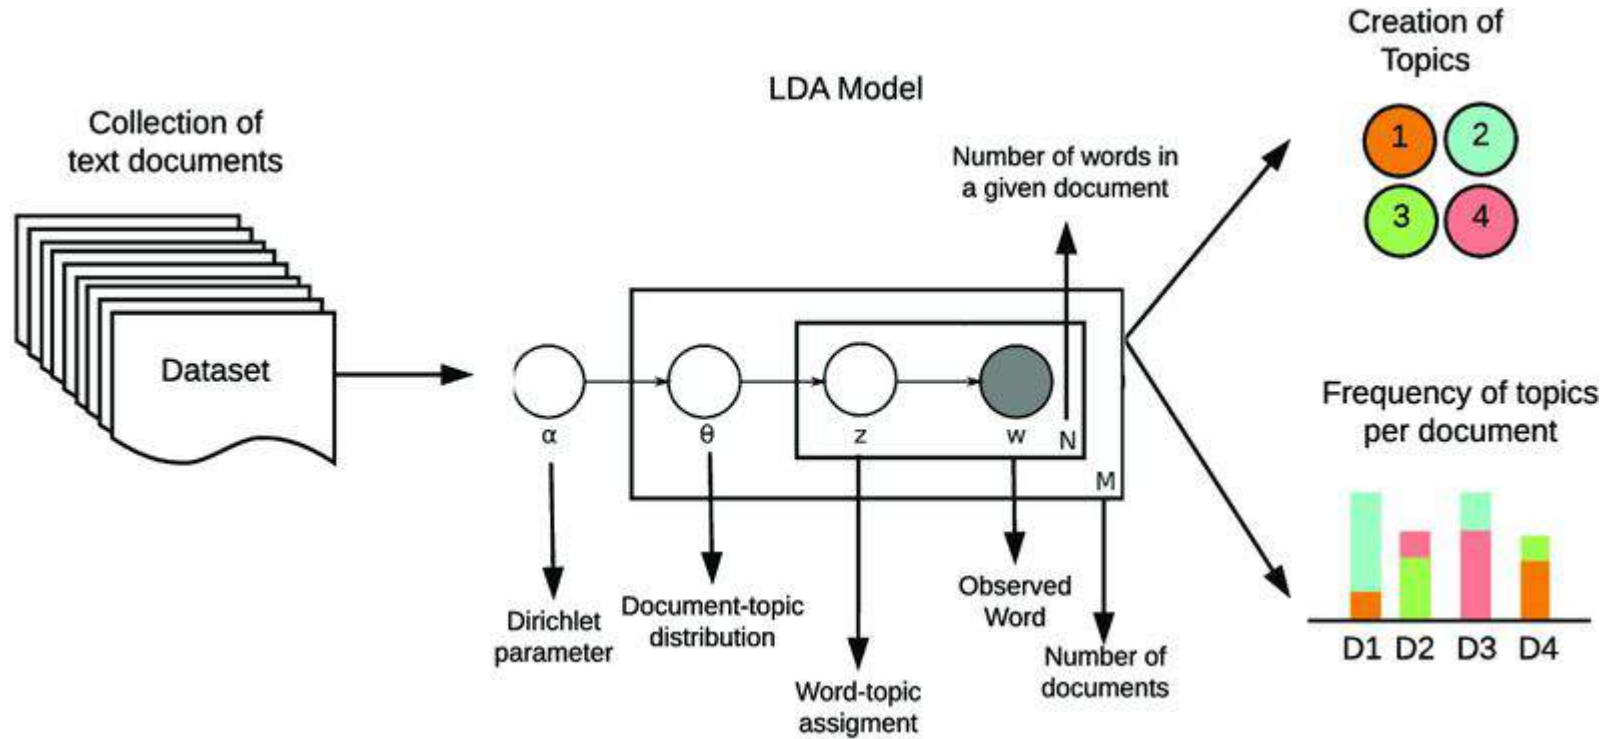 Collection of
text documents
Dataset
LDA Model
Number of words in
a given document
α
θ
z
w
N
M
Dirichlet
parameter
Document-topic
distribution
Word-topic
assigment
Observed
Word
Number of
documents
Creation of
Topics
1
2
3
4
Frequency of topics
per document
D1 D2 D3 D4